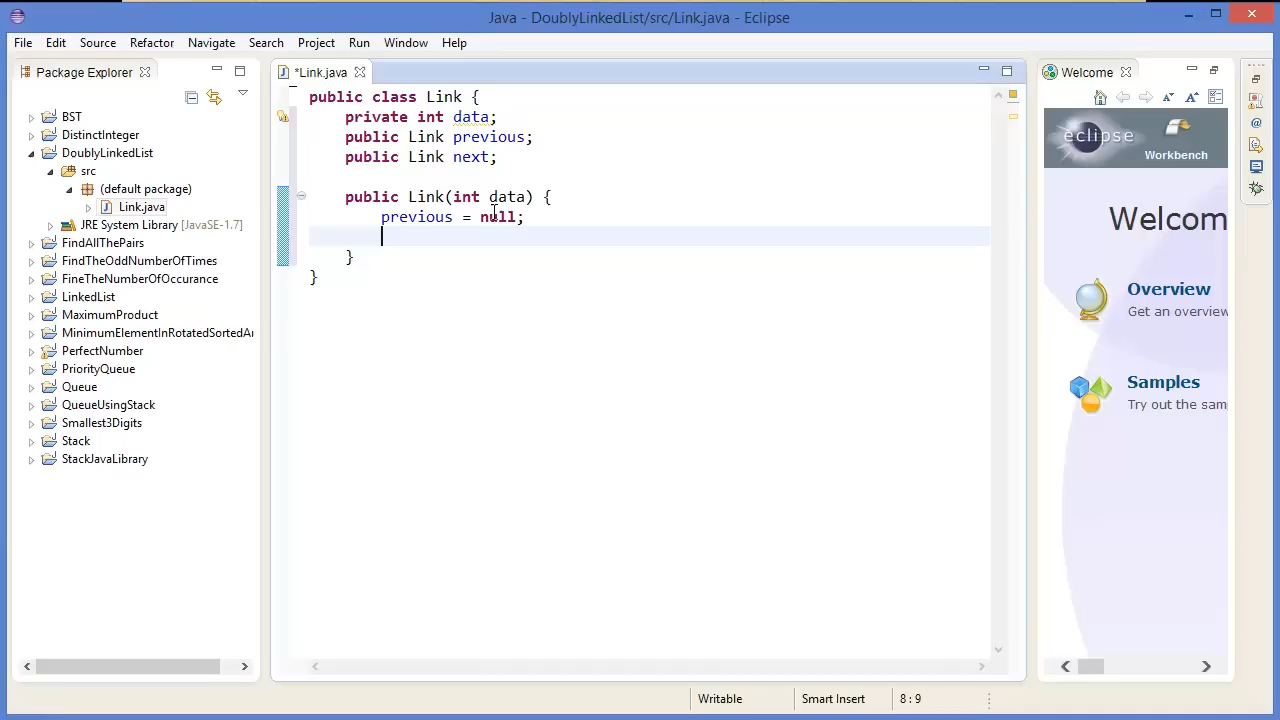 Java - DoublyLinkedList/src/Link.java - Eclipse
File Edit Source Refactor Navigate Search Project Run Window Help
Package Explorer
BST
DistinctInteger
DoublyLinkedList
src
(default package)
Link.java
JRE System Library [JavaSE-1.7]
FindAllThePairs
FindTheOddNumberOfTimes
FineTheNumberOfOccurance
LinkedList
MaximumProduct
MinimumElementInRotatedSortedAr
PerfectNumber
PriorityQueue
Queue
QueueUsingStack
Smallest3Digits
Stack
StackJavaLibrary
*Link.java
public class Link {
private int data;
public Link previous;
public Link next;
public Link(int data) {
previous = null;
}
}
Welcome
eclipse
Workbench
Welcom
Overview
Get an overview
Samples
Try out the sam
Writable
Smart Insert
8 : 9